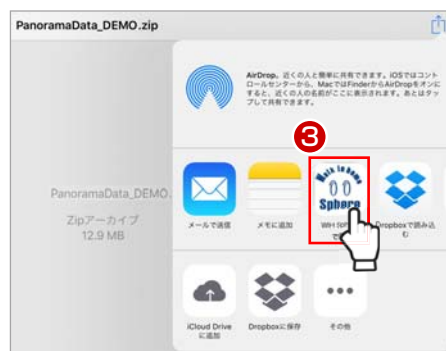 PanoramaData_DEMO.zip
AirDrop。近くの人と簡単に共有できます。iOSではコント
ロールセンターから、MacではFinderからAirDropをオンに
すると、近くの人の名前がここに表示されます。あとはタッ
プして共有できます。
3
PanoramaData_DEMO.
Zipアーカイブ
12.9 MB
Walk in home
Sphere
メールで送信
メモに追加
WH
で
Dropboxで読み込
む
iCloud Drive
に追加
Dropboxに保存
その他